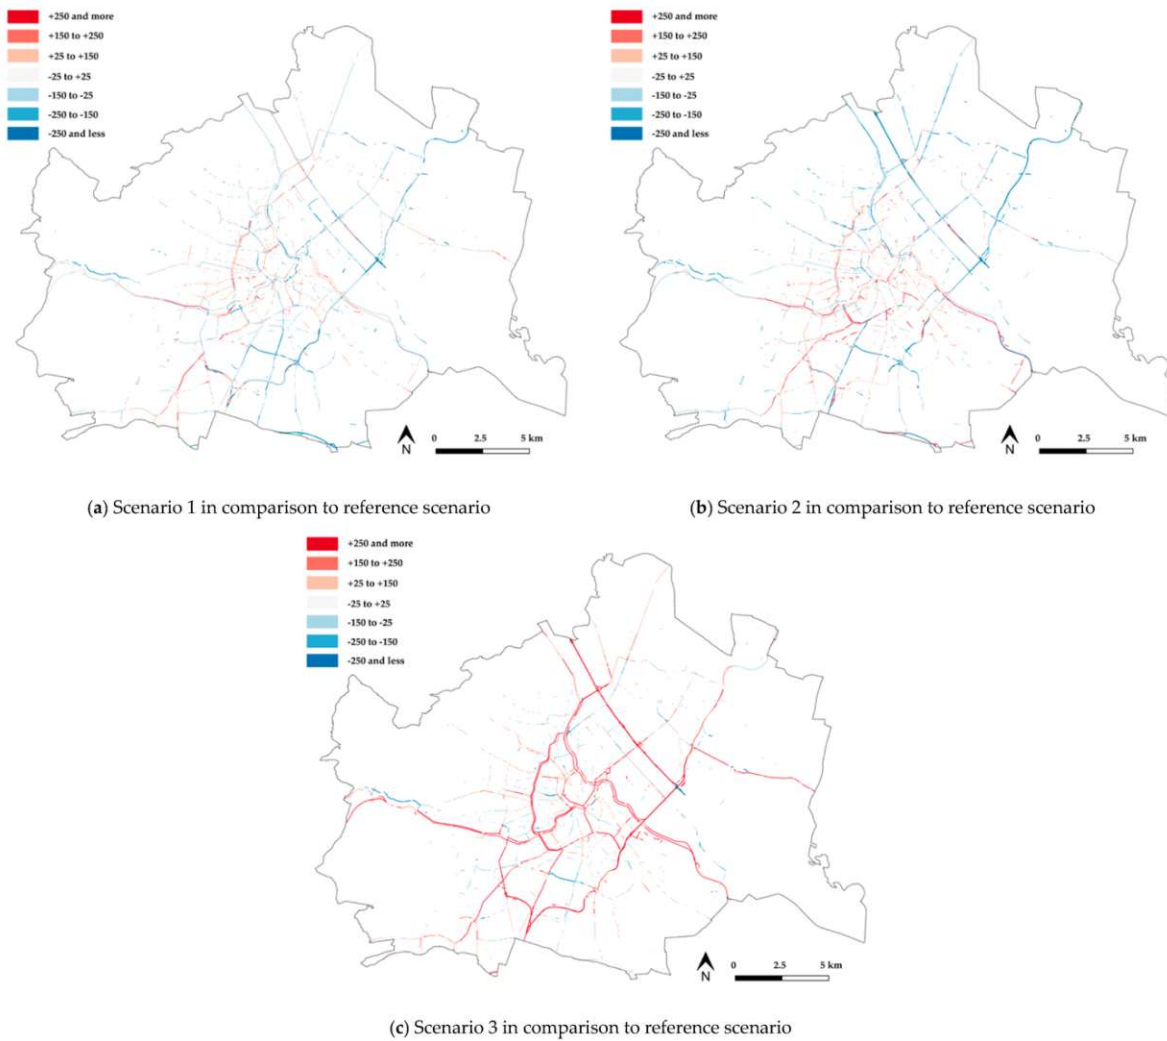 +250 and more
+150 to +250
+25 to +150
-25 to +25
-150 to -25
-250 to -150
-250 and less
N
0 2.5 5 km
(a) Scenario 1 in comparison to reference scenario
+250 and more
+150 to +250
+25 to +150
-25 to +25
-150 to -25
-250 to -150
-250 and less
N
0 2.5 5 km
(b) Scenario 2 in comparison to reference scenario
+250 and more
+150 to +250
+25 to +150
-25 to +25
-150 to -25
-250 to -150
-250 and less
N
0 2.5 5 km
(c) Scenario 3 in comparison to reference scenario